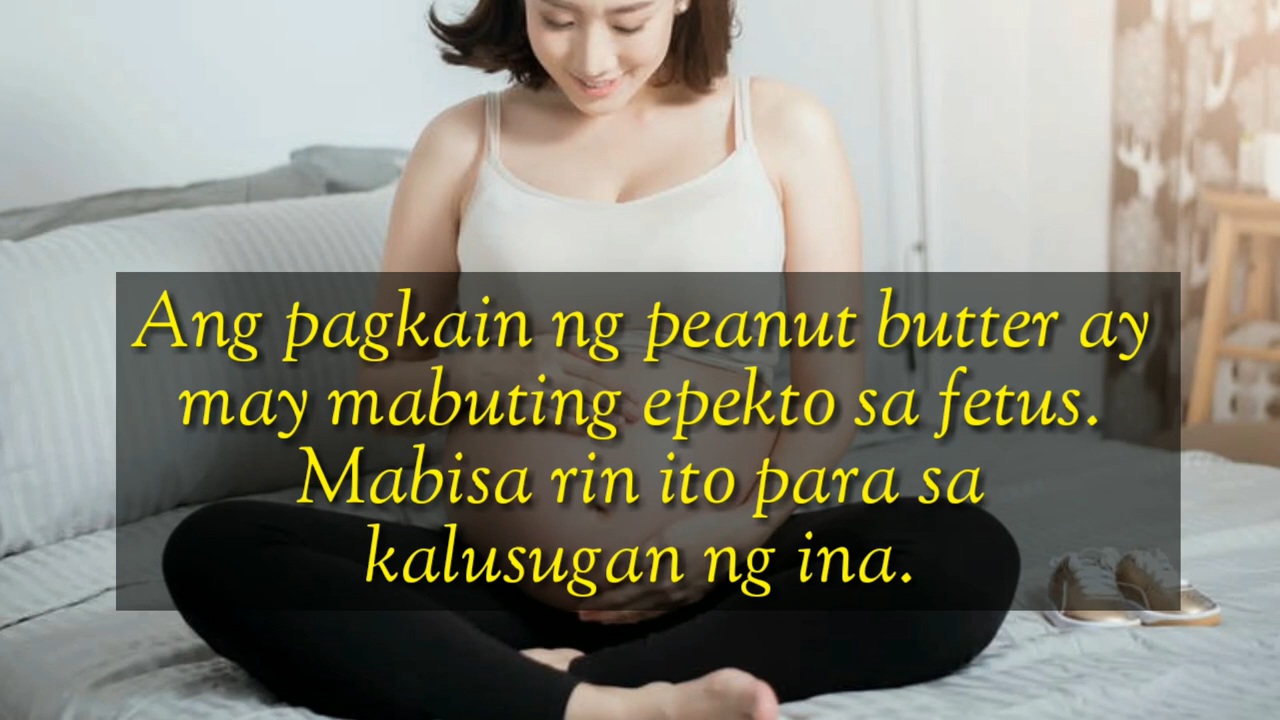 Ang pagkain ng peanut butter ay
may mabuting epekto sa fetus.
Mabisa rin ito para sa
kalusugan ng ina.